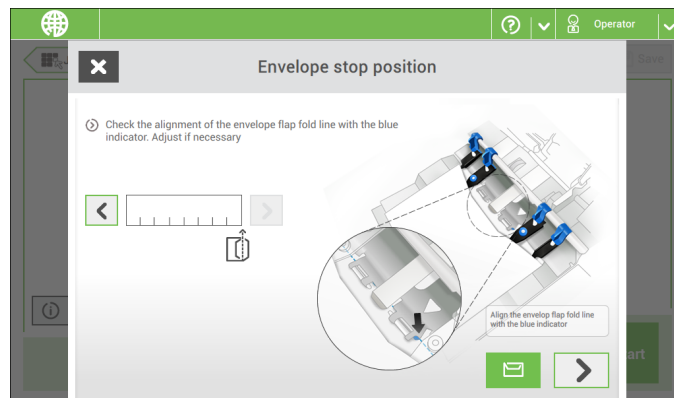 Operator
Save
Envelope stop position
Check the alignment of the envelope flap fold line with the blue
indicator. Adjust if necessary
Align the envelop flap fold line
with the blue indicator
art